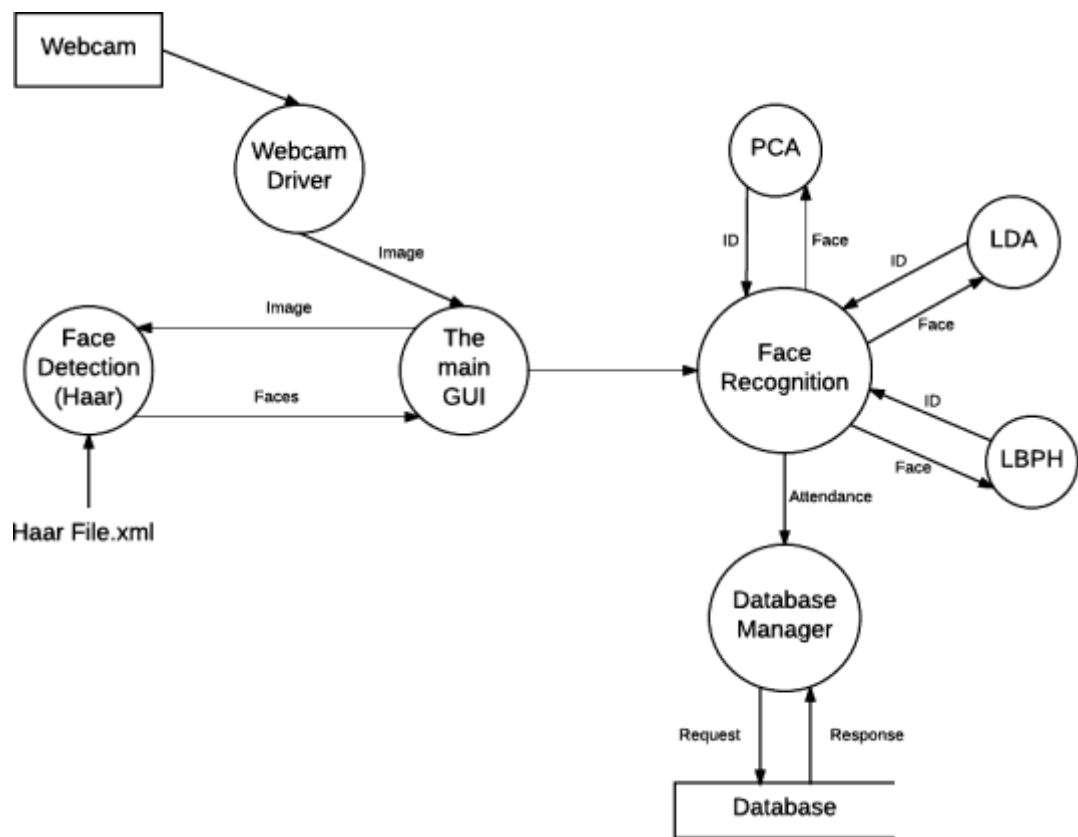 Webcam
Webcam
Driver
Image
Image
Face
Detection
(Haar)
The
main
GUI
Faces
Haar File.xml
PCA
ID
Face
LDA
ID
Face
Face
Recognition
ID
LBPH
Face
Attendance
Database
Manager
Request
Response
Database